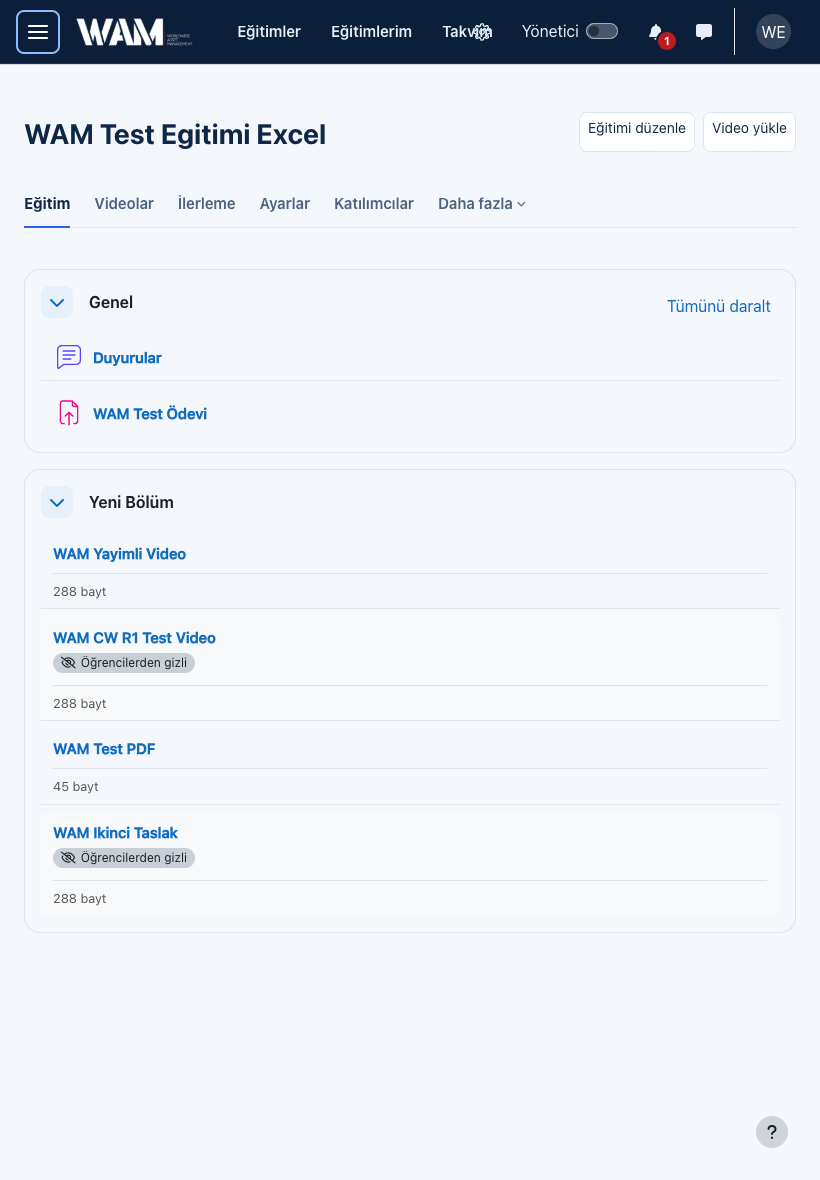 WAM
Eğitimler
Eğitimlerim
Takvim
Yönetici
1
WE
WAM Test Egitimi Excel
Eğitimi düzenle
Video yükle
Eğitim
Videolar
İlerleme
Ayarlar
Katılımcılar
Daha fazla
Genel
Tümünü daralt
Duyurular
WAM Test Ödevi
Yeni Bölüm
WAM Yayimli Video
288 bayt
WAM CW R1 Test Video
Öğrencilerden gizli
288 bayt
WAM Test PDF
45 bayt
WAM Ikinci Taslak
Öğrencilerden gizli
288 bayt
?